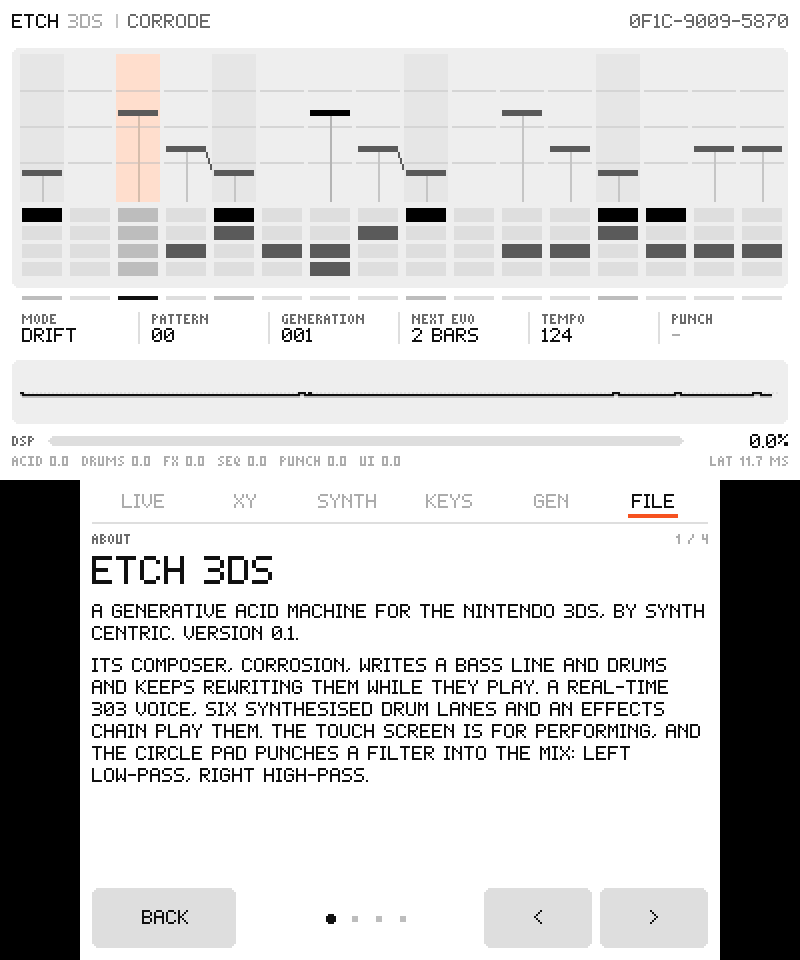 ETCH 3DS | CORRODE 0F1C-9009-5870
MODE PATTERN GENERATION NEXT EVO TEMPO PUNCH
DRIFT 00 001 2 BARS 124 -
DSP 0.0%
ACID 0.0 DRUMS 0.0 FX 0.0 SEQ 0.0 PUNCH 0.0 UI 0.0 LAT 11.7 MS
LIVE XY SYNTH KEYS GEN FILE
ABOUT 1 / 4
ETCH 3DS
A GENERATIVE ACID MACHINE FOR THE NINTENDO 3DS, BY SYNTH
CENTRIC. VERSION 0.1.
ITS COMPOSER, CORROSION, WRITES A BASS LINE AND DRUMS
AND KEEPS REWRITING THEM WHILE THEY PLAY. A REAL-TIME
303 VOICE, SIX SYNTHESISED DRUM LANES AND AN EFFECTS
CHAIN PLAY THEM. THE TOUCH SCREEN IS FOR PERFORMING, AND
THE CIRCLE PAD PUNCHES A FILTER INTO THE MIX: LEFT
LOW-PASS, RIGHT HIGH-PASS.
BACK < >